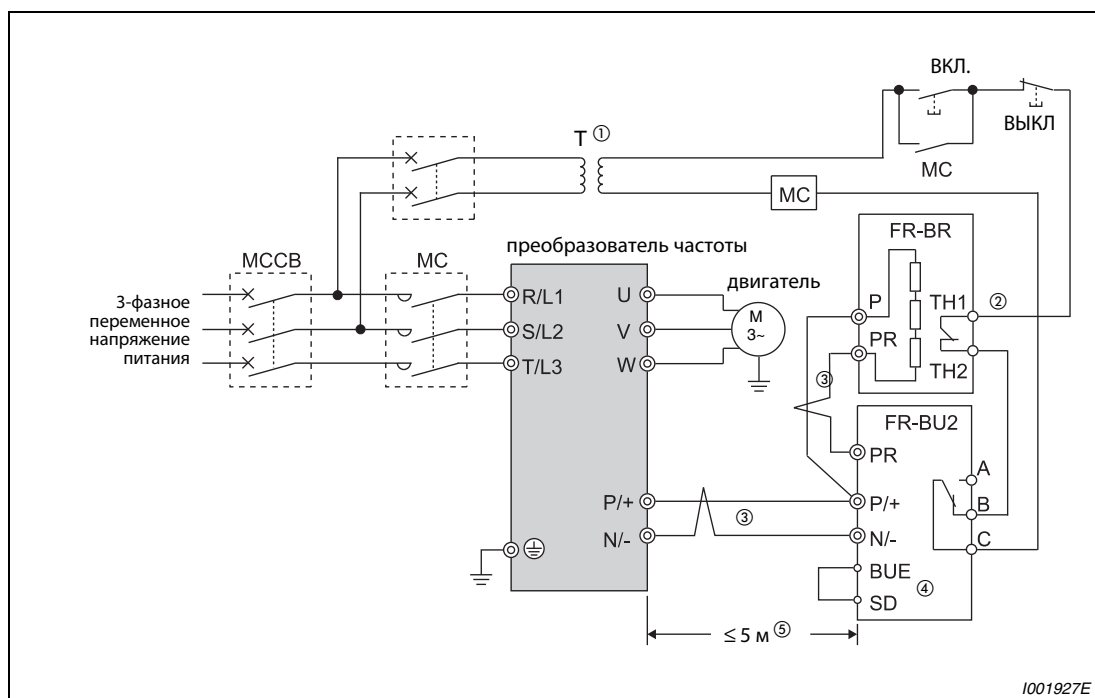 ВКЛ.
ВЫКЛ
T ①
MC
MC
FR-BR
преобразователь частоты
MCCB
MC
двигатель
3-фазное
переменное
напряжение
питания
R/L1
S/L2
T/L3
U
V
W
M
3~
P
PR
TH1
②
TH2
③
FR-BU2
PR
A
P/+
N/-
③
P/+
N/-
B
C
BUE
SD
④
≤ 5 м ⑤
I001927E